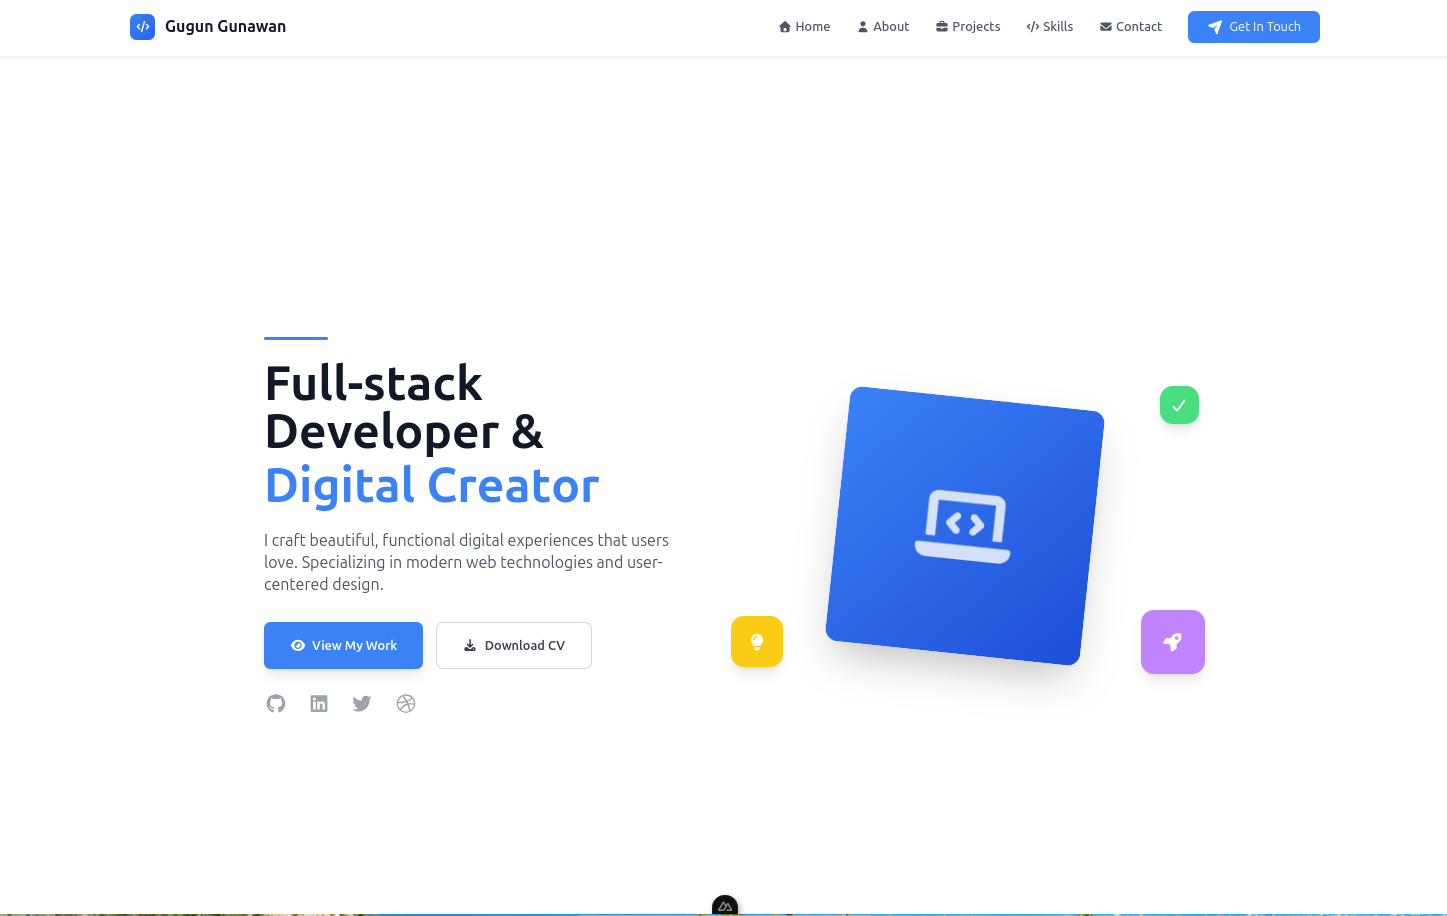 Gugun Gunawan
Home
About
Projects
Skills
Contact
Get In Touch
Full-stack
Developer &
Digital Creator
I craft beautiful, functional digital experiences that users
love. Specializing in modern web technologies and user-
centered design.
View My Work
Download CV